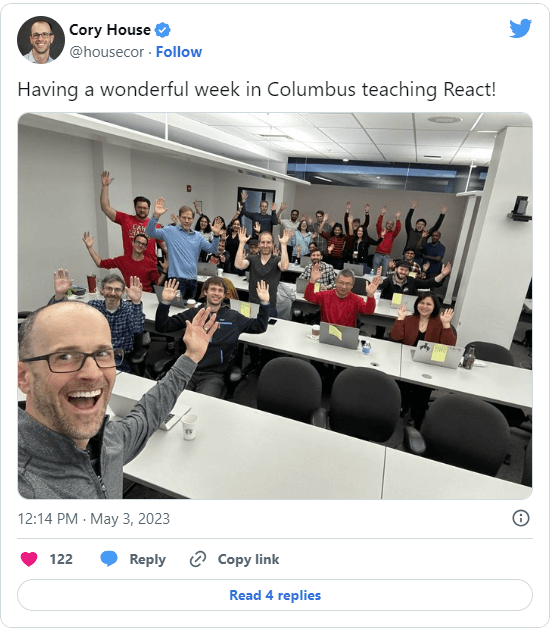 Cory House
@housecor · Follow
Having a wonderful week in Columbus teaching React!
12:14 PM · May 3, 2023
122 Reply Copy link
Read 4 replies